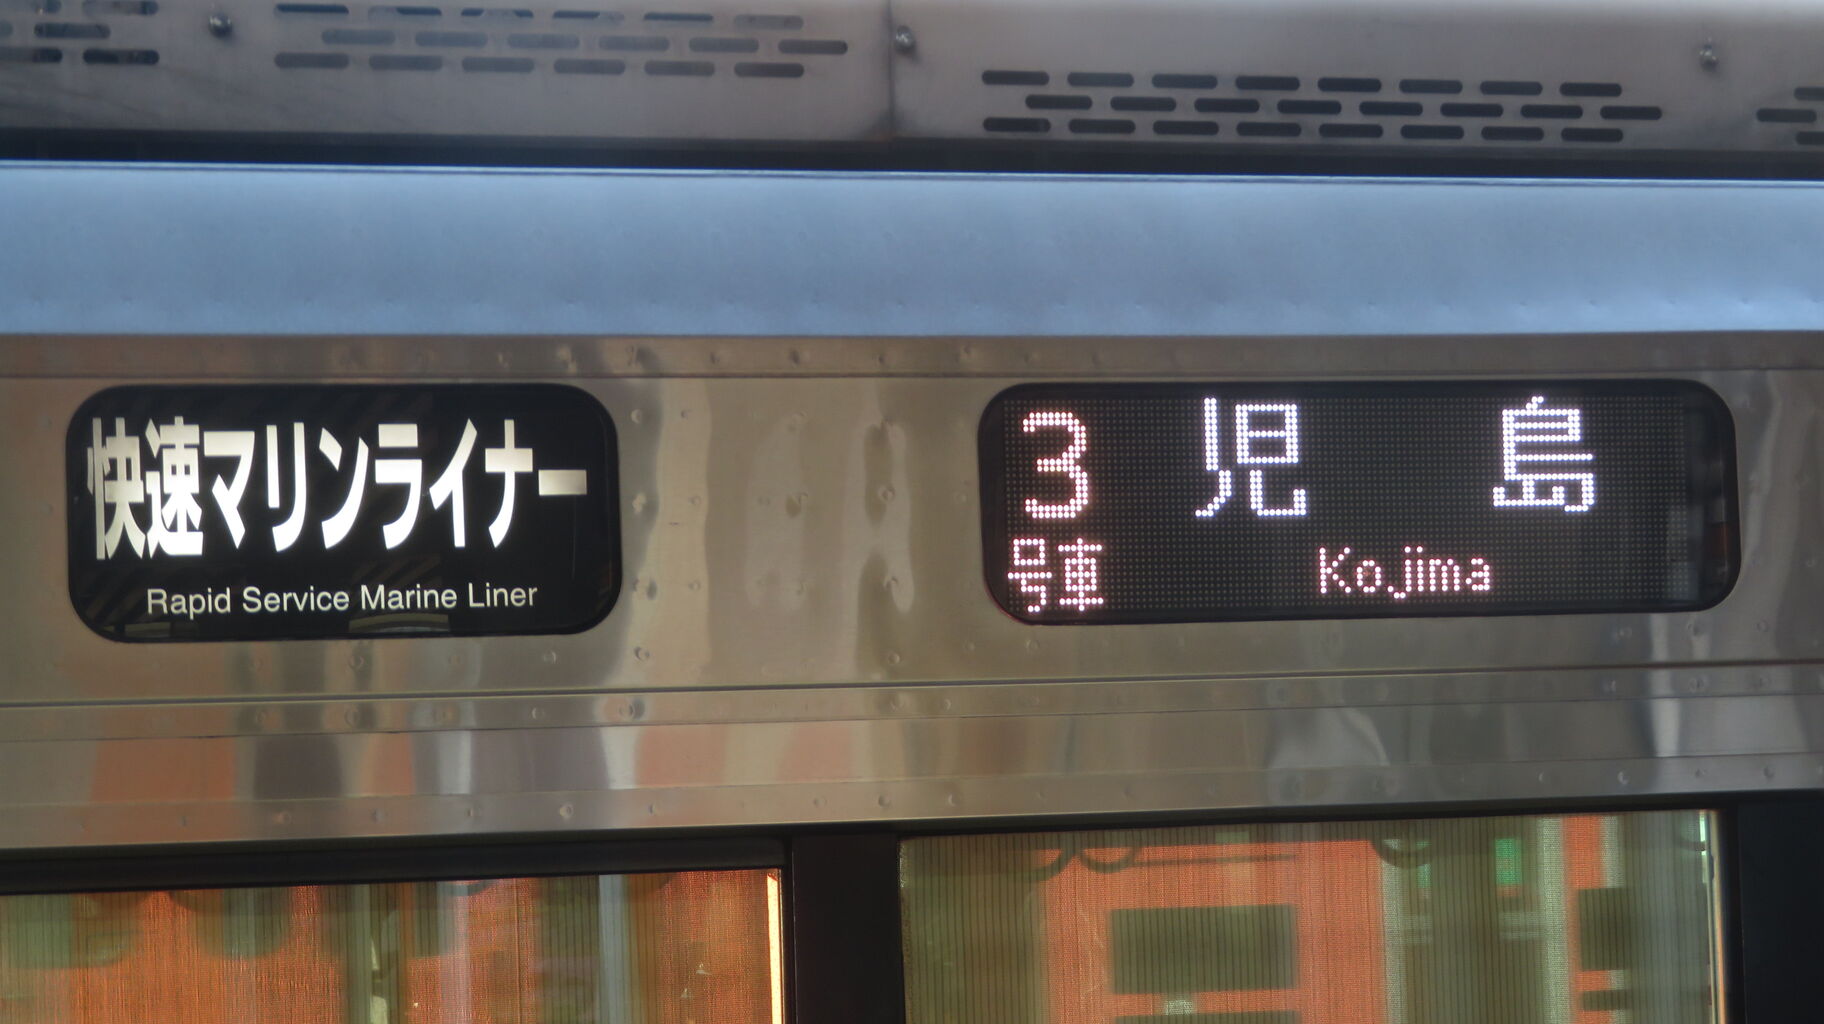 快速マリンライナー
Rapid Service Marine Liner
3
号車
児島
Kojima